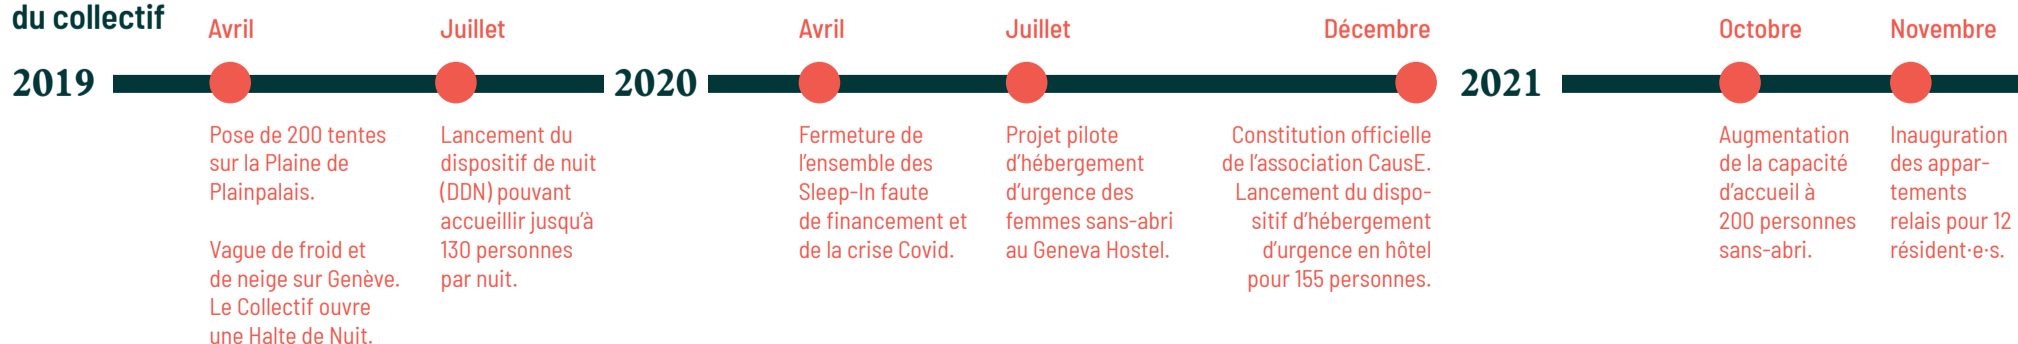 du collectif
2019
Avril
Pose de 200 tentes
sur la Plaine de
Plainpalais.
Vague de froid et
de neige sur Genève.
Le Collectif ouvre
une Halte de Nuit.
Juillet
Lancement du
dispositif de nuit
(DDN) pouvant
accueillir jusqu’à
130 personnes
par nuit.
2020
Avril
Fermeture de
l’ensemble des
Sleep-In faute
de financement et
de la crise Covid.
Juillet
Projet pilote
d’hébergement
d’urgence des
femmes sans-abri
au Geneva Hostel.
Décembre
Constitution officielle
de l’association CausE.
Lancement du dispo-
sitif d’hébergement
d’urgence en hôtel
pour 155 personnes.
2021
Octobre
Augmentation
de la capacité
d’accueil à
200 personnes
sans-abri.
Novembre
Inauguration
des appar-
tements
relais pour 12
résident·e·s.